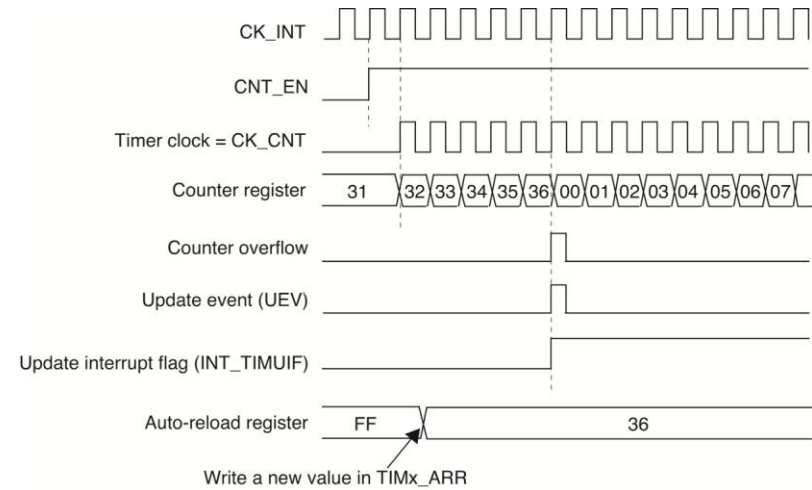 CK_INT
CNT_EN
Timer clock = CK_CNT
Counter register 31 32 33 34 35 36 00 01 02 03 04 05 06 07
Counter overflow
Update event (UEV)
Update interrupt flag (INT_TIMUIF)
Auto-reload register FF 36
Write a new value in TIMx_ARR